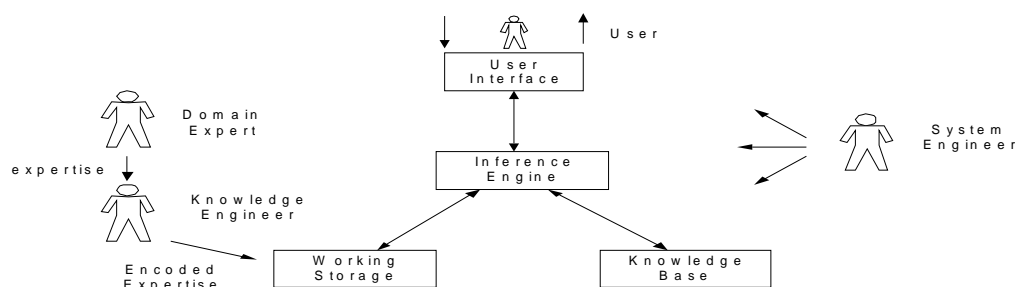 User
User
Interface
Domain
Expert
System
Engineer
expertise
Inference
Engine
Knowledge
Engineer
Encoded
Expertise
Working
Storage
Knowledge
Base